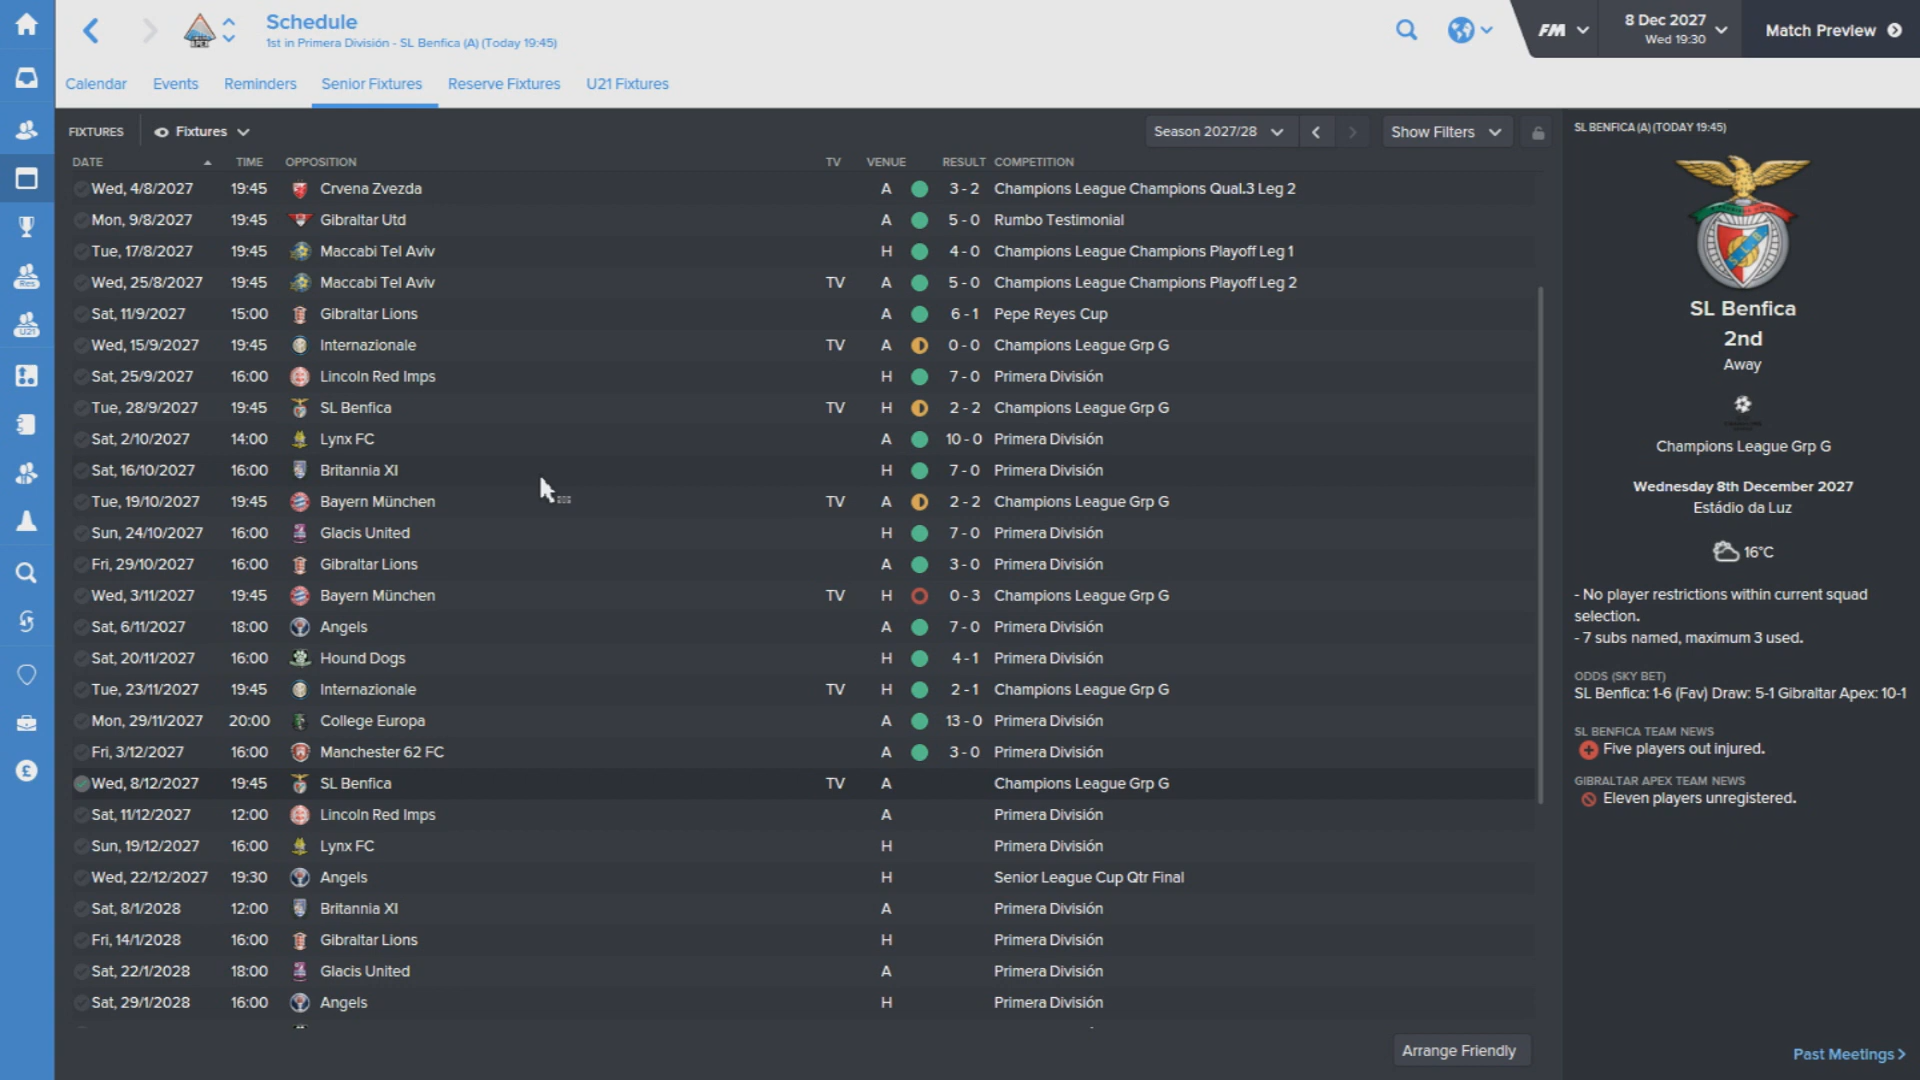 Schedule
1st in Primera División - SL Benfica (A) (Today 19:45)
FM
8 Dec 2027
Wed 19:30
Match Preview
Calendar Events Reminders Senior Fixtures Reserve Fixtures U21 Fixtures
FIXTURES Fixtures Season 2027/28 Show Filters
DATE TIME OPPOSITION TV VENUE RESULT COMPETITION
Wed, 4/8/2027 19:45 Crvena Zvezda A 3 - 2 Champions League Champions Qual.3 Leg 2
Mon, 9/8/2027 19:45 Gibraltar Utd A 5 - 0 Rumbo Testimonial
Tue, 17/8/2027 19:45 Maccabi Tel Aviv H 4 - 0 Champions League Champions Playoff Leg 1
Wed, 25/8/2027 19:45 Maccabi Tel Aviv TV A 5 - 0 Champions League Champions Playoff Leg 2
Sat, 11/9/2027 15:00 Gibraltar Lions A 6 - 1 Pepe Reyes Cup
Wed, 15/9/2027 19:45 Internazionale TV A 0 - 0 Champions League Grp G
Sat, 25/9/2027 16:00 Lincoln Red Imps H 7 - 0 Primera División
Tue, 28/9/2027 19:45 SL Benfica TV H 2 - 2 Champions League Grp G
Sat, 2/10/2027 14:00 Lynx FC A 10 - 0 Primera División
Sat, 16/10/2027 16:00 Britannia XI H 7 - 0 Primera División
Tue, 19/10/2027 19:45 Bayern München TV A 2 - 2 Champions League Grp G
Sun, 24/10/2027 16:00 Glacis United H 7 - 0 Primera División
Fri, 29/10/2027 16:00 Gibraltar Lions A 3 - 0 Primera División
Wed, 3/11/2027 19:45 Bayern München TV H 0 - 3 Champions League Grp G
Sat, 6/11/2027 18:00 Angels A 7 - 0 Primera División
Sat, 20/11/2027 16:00 Hound Dogs H 4 - 1 Primera División
Tue, 23/11/2027 19:45 Internazionale TV H 2 - 1 Champions League Grp G
Mon, 29/11/2027 20:00 College Europa A 13 - 0 Primera División
Fri, 3/12/2027 16:00 Manchester 62 FC A 3 - 0 Primera División
Wed, 8/12/2027 19:45 SL Benfica TV A Champions League Grp G
Sat, 11/12/2027 12:00 Lincoln Red Imps A Primera División
Sun, 19/12/2027 16:00 Lynx FC H Primera División
Wed, 22/12/2027 19:30 Angels H Senior League Cup Qtr Final
Sat, 8/1/2028 12:00 Britannia XI A Primera División
Fri, 14/1/2028 16:00 Gibraltar Lions H Primera División
Sat, 22/1/2028 18:00 Glacis United A Primera División
Sat, 29/1/2028 16:00 Angels H Primera División
Arrange Friendly
SL BENFICA (A) (TODAY 19:45)
SL Benfica
2nd
Away
Champions League Grp G
Wednesday 8th December 2027
Estádio da Luz
16°C
- No player restrictions within current squad
selection.
- 7 subs named, maximum 3 used.
ODDS (SKY BET)
SL Benfica: 1-6 (Fav) Draw: 5-1 Gibraltar Apex: 10-1
SL BENFICA TEAM NEWS
Five players out injured.
GIBRALTAR APEX TEAM NEWS
Eleven players unregistered.
Past Meetings >
Res
U21